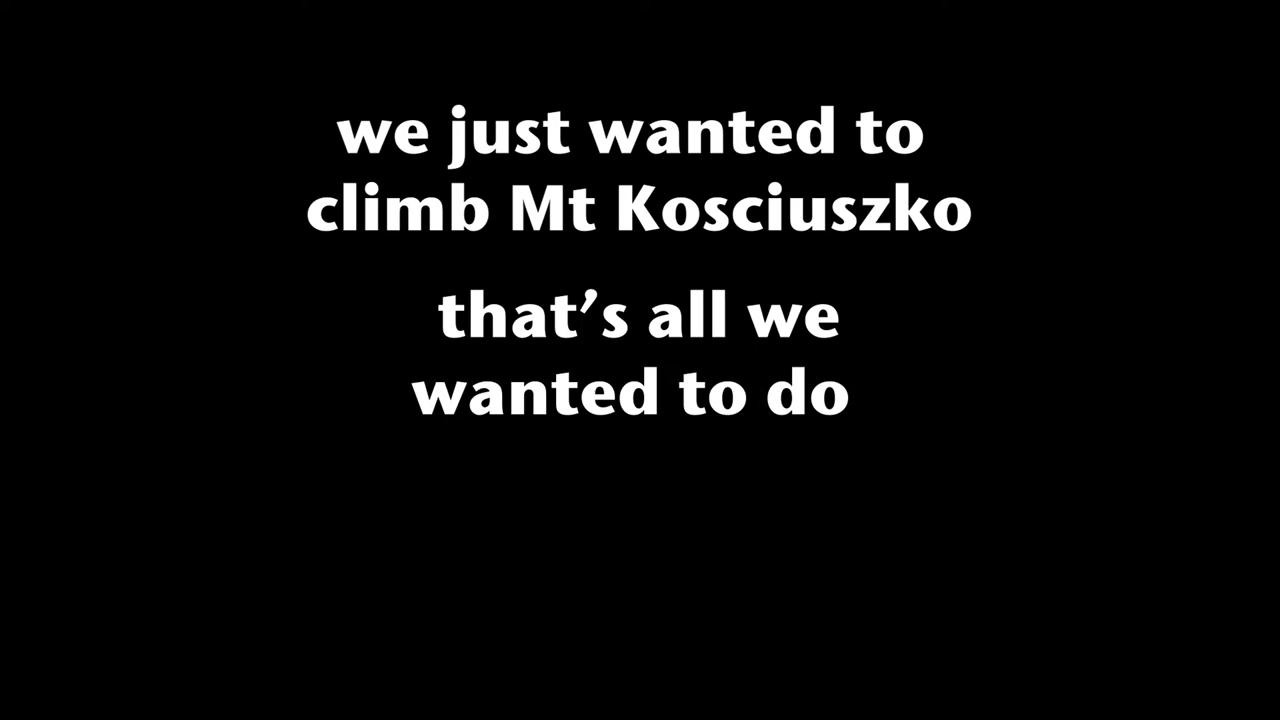 we just wanted to
climb Mt Kosciuszko
that’s all we
wanted to do